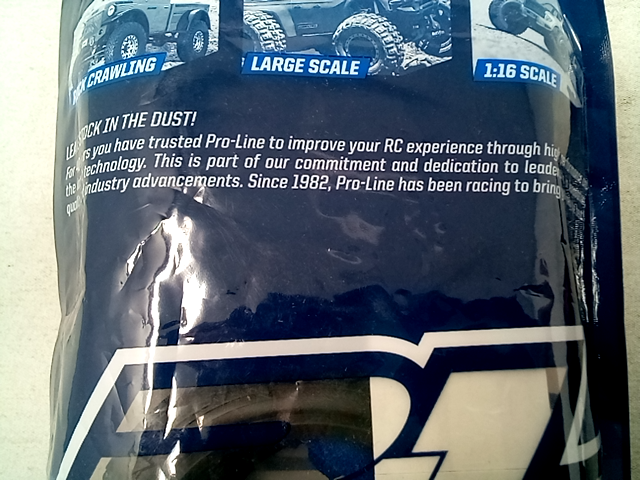 CRAWLING
LARGE SCALE
1:16 SCALE
STOCK IN THE DUST!
you have trusted Pro-Line to improve your RC experience through
technology. This is part of our commitment and dedication to
the industry advancements. Since 1982, Pro-Line has been racing to bring